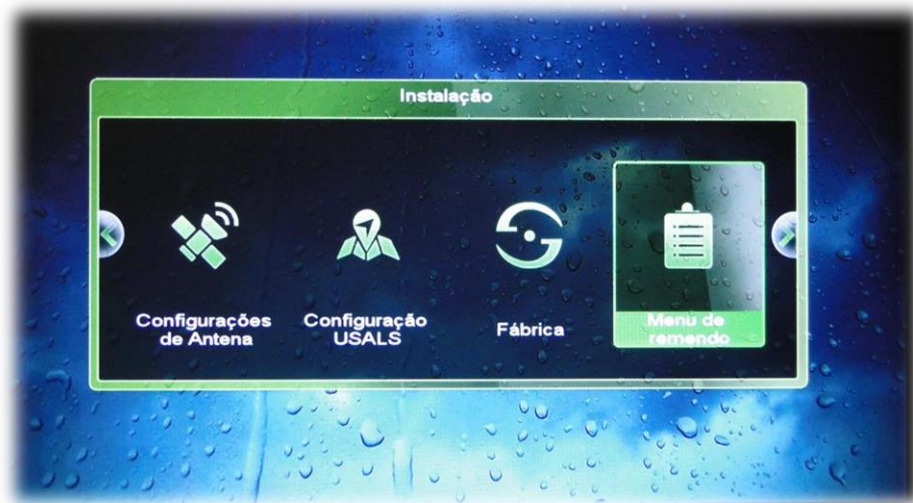 Instalação
Configurações
de Antena
Configuração
USALS
Fábrica
Menu de
remendo